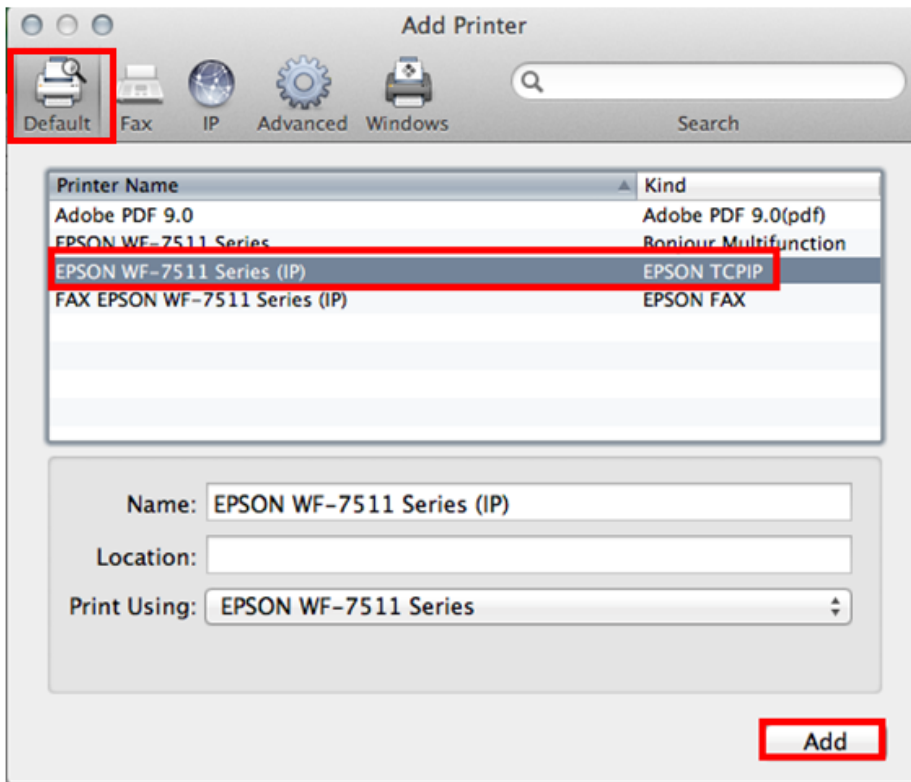 Add Printer
Default Fax IP Advanced Windows Search
Printer Name Kind
Adobe PDF 9.0 Adobe PDF 9.0(pdf)
EPSON WF-7511 Series Bonjour Multifunction
EPSON WF-7511 Series (IP) EPSON TCPIP
FAX EPSON WF-7511 Series (IP) EPSON FAX
Name: EPSON WF-7511 Series (IP)
Location:
Print Using: EPSON WF-7511 Series
Add